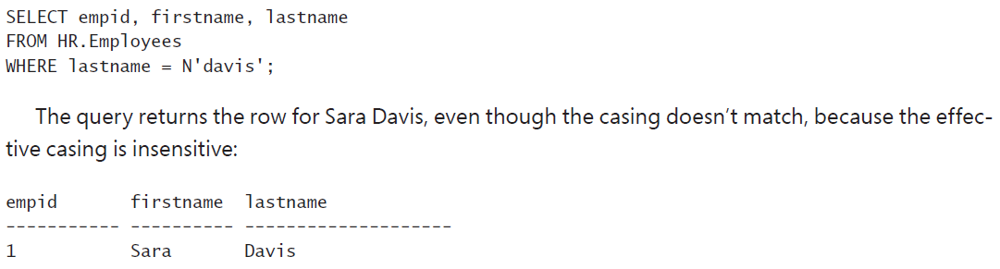 SELECT empid, firstname, lastname
FROM HR.Employees
WHERE lastname = N'davis';
The query returns the row for Sara Davis, even though the casing doesn’t match, because the effec-
tive casing is insensitive:
empid firstname lastname
----------- ---------- --------------------
1 Sara Davis